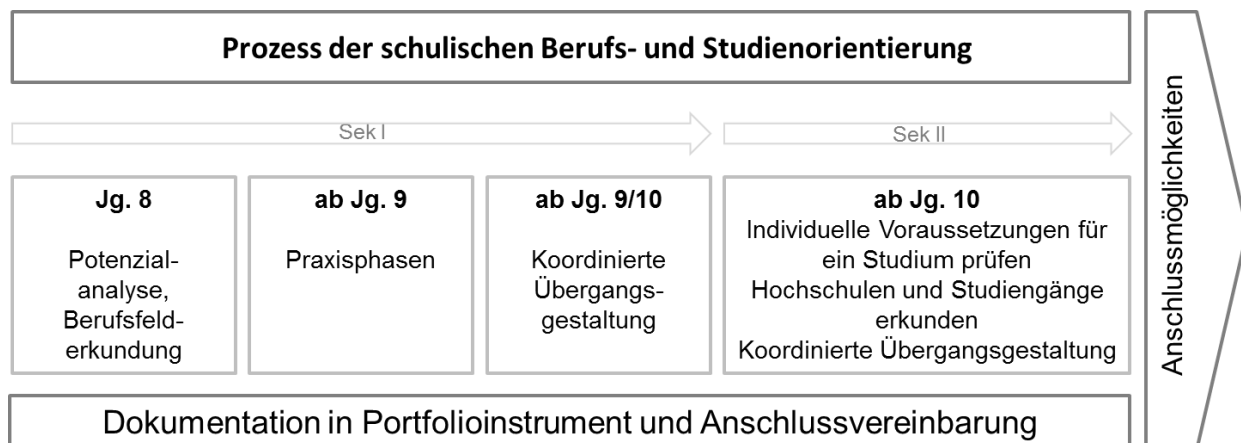 Prozess der schulischen Berufs- und Studienorientierung
Sek I
Sek II
Jg. 8
Potenzial-
analyse,
Berufsfeld-
erkundung
ab Jg. 9
Praxisphasen
ab Jg. 9/10
Koordinierte
Übergangs-
gestaltung
ab Jg. 10
Individuelle Voraussetzungen für
ein Studium prüfen
Hochschulen und Studiengänge
erkunden
Koordinierte Übergangsgestaltung
Dokumentation in Portfolioinstrument und Anschlussvereinbarung
Anschlussmöglichkeiten